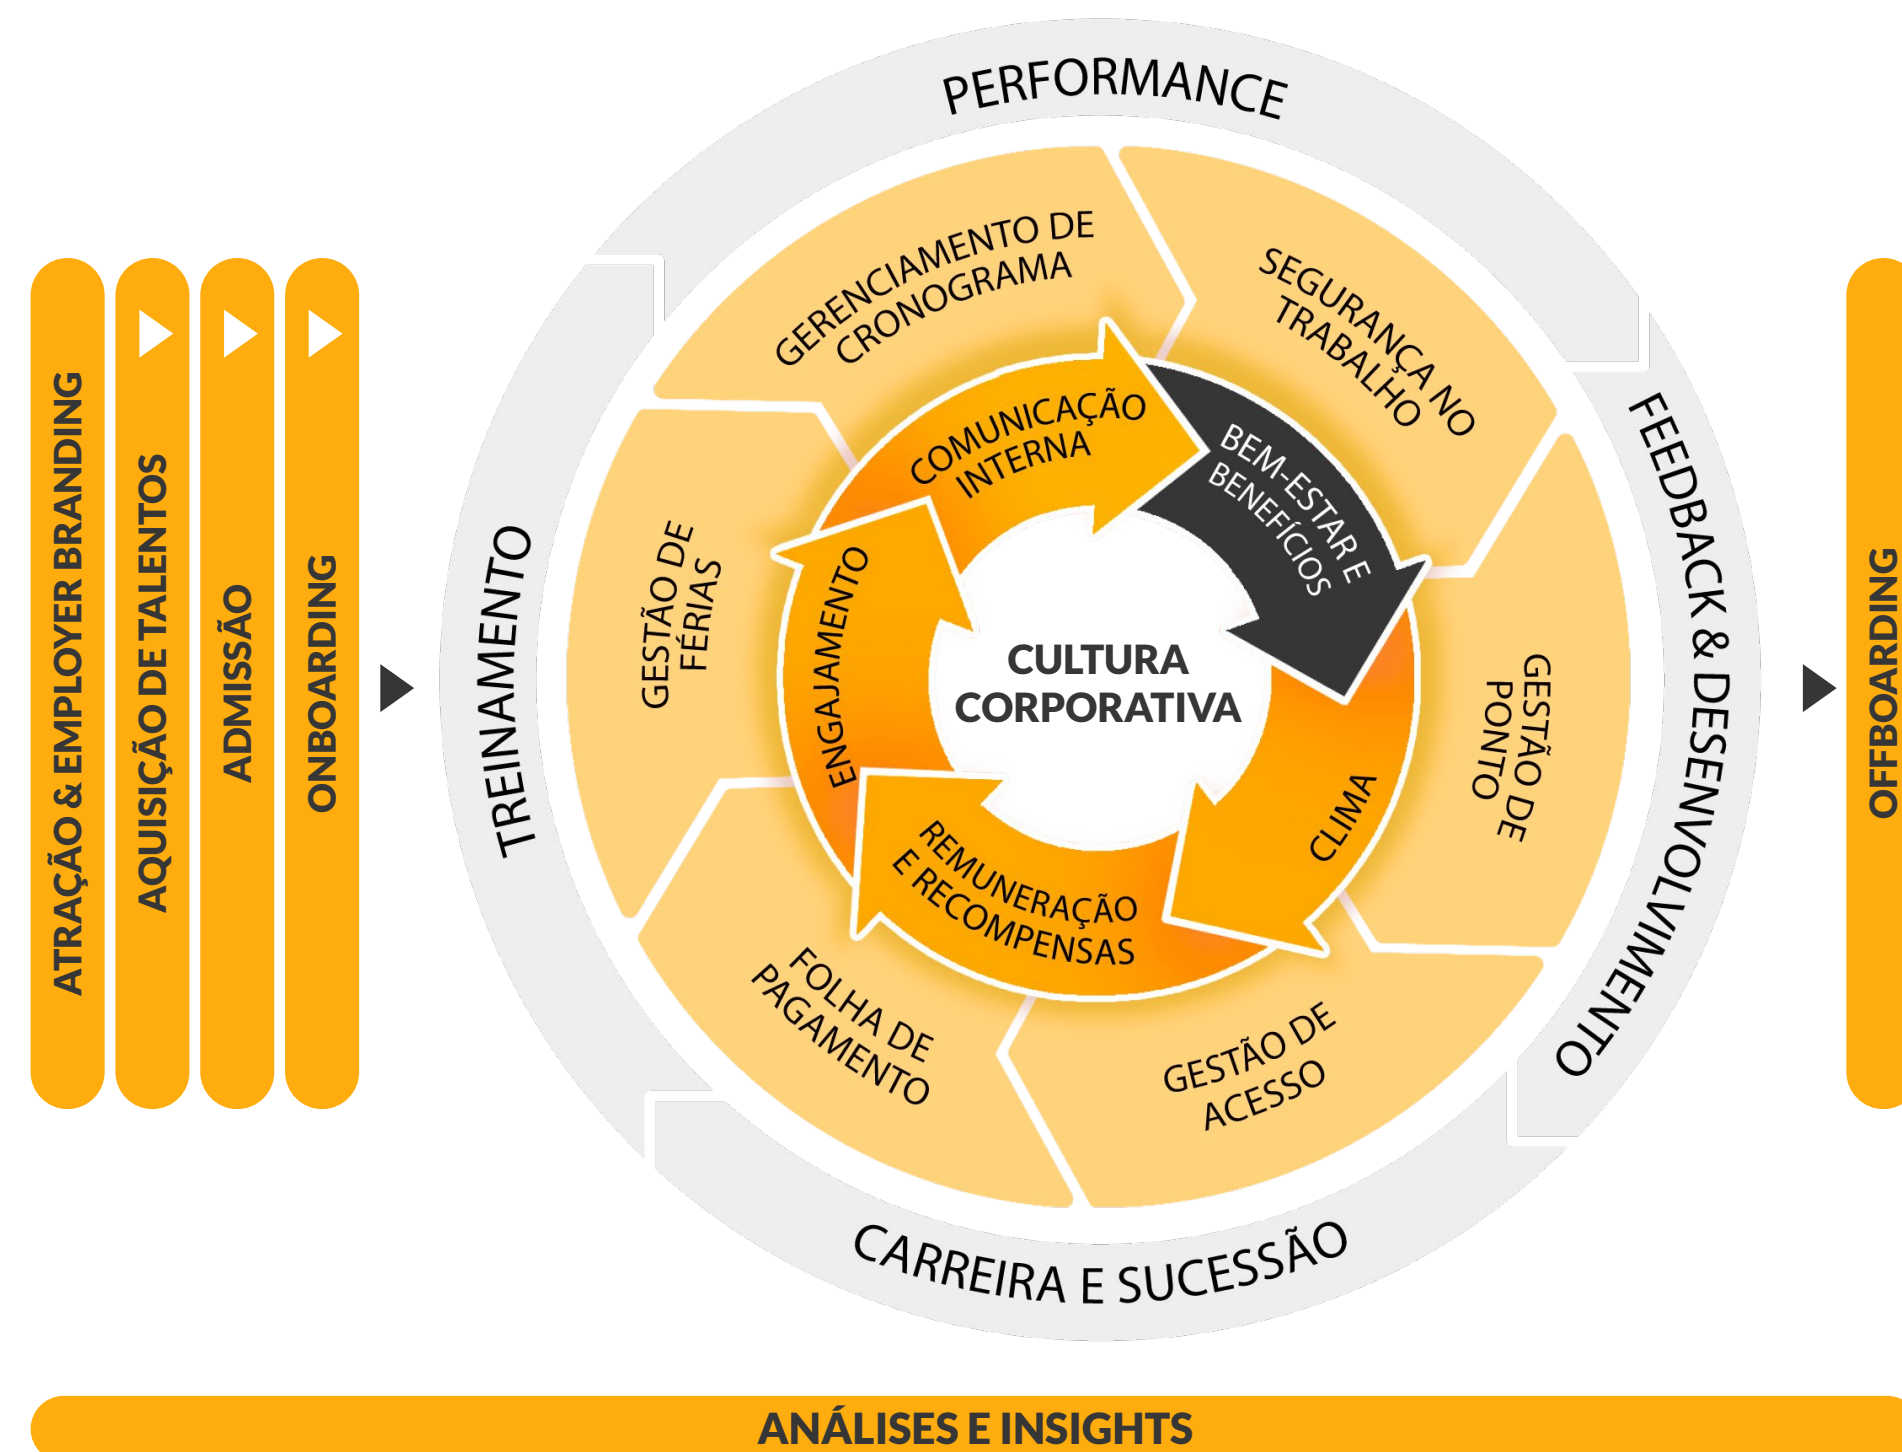 ATRAÇÃO & EMPLOYER BRANDING
AQUISIÇÃO DE TALENTOS
ADMISSÃO
ONBOARDING
PERFORMANCE
FEEDBACK & DESENVOLVIMENTO
CARREIRA E SUCESSÃO
TREINAMENTO
GERENCIAMENTO DE
CRONOGRAMA
SEGURANÇA NO
TRABALHO
GESTÃO DE
PONTO
GESTÃO DE
ACESSO
FOLHA DE
PAGAMENTO
GESTÃO DE
FÉRIAS
COMUNICAÇÃO
INTERNA
BEM-ESTAR E
BENEFÍCIOS
CLIMA
REMUNERAÇÃO
E RECOMPENSAS
ENGAJAMENTO
CULTURA
CORPORATIVA
OFFBOARDING
ANÁLISES E INSIGHTS